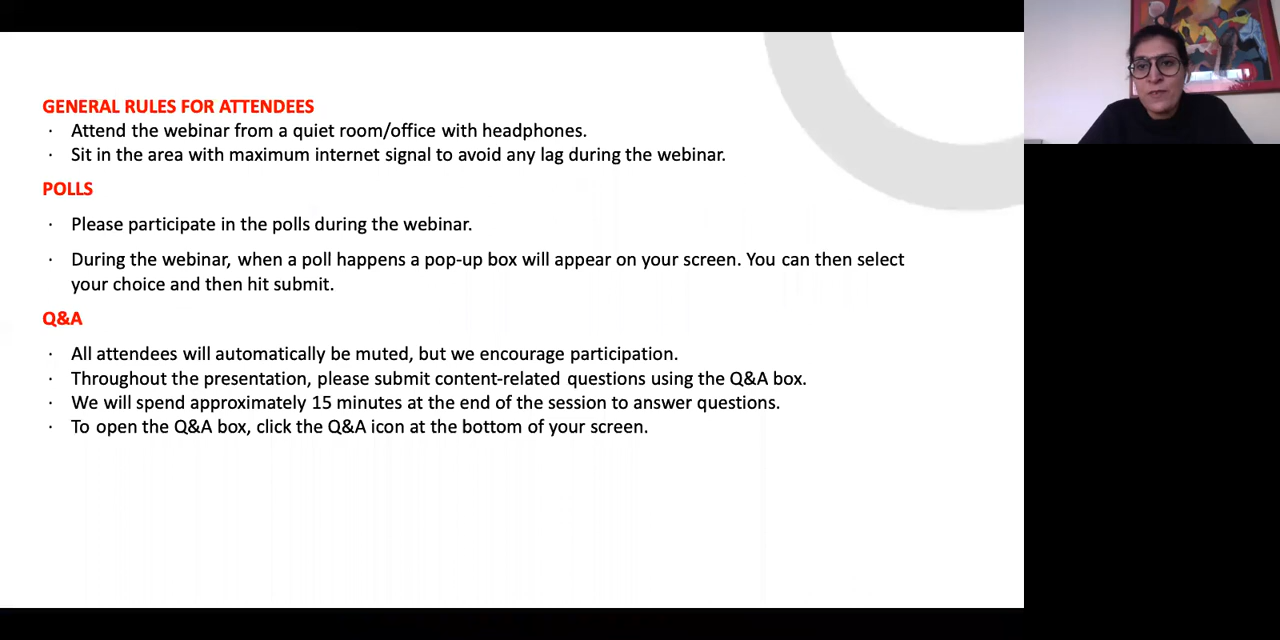 GENERAL RULES FOR ATTENDEES
· Attend the webinar from a quiet room/office with headphones.
· Sit in the area with maximum internet signal to avoid any lag during the webinar.
POLLS
· Please participate in the polls during the webinar.
· During the webinar, when a poll happens a pop-up box will appear on your screen. You can then select
your choice and then hit submit.
Q&A
· All attendees will automatically be muted, but we encourage participation.
· Throughout the presentation, please submit content-related questions using the Q&A box.
· We will spend approximately 15 minutes at the end of the session to answer questions.
· To open the Q&A box, click the Q&A icon at the bottom of your screen.